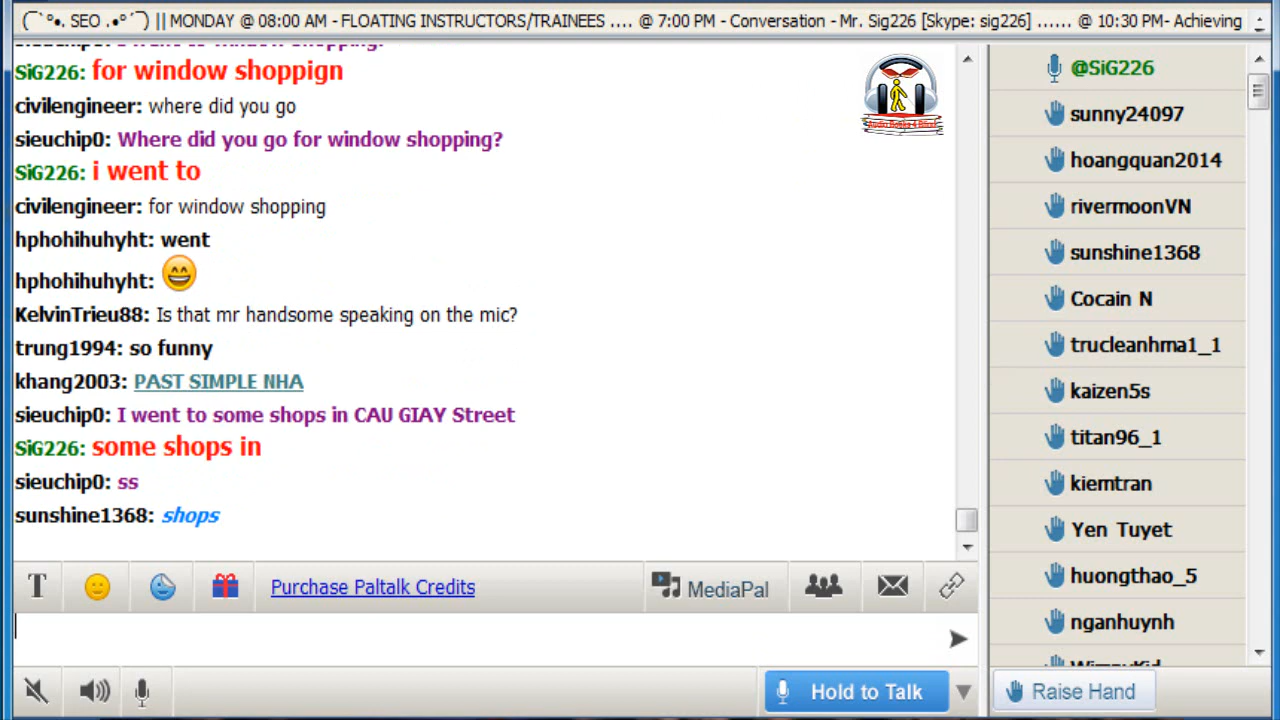 (¯`°•. SEO .•°´¯) || MONDAY @ 08:00 AM - FLOATING INSTRUCTORS/TRAINEES .... @ 7:00 PM - Conversation - Mr. Sig226 [Skype: sig226] ...... @ 10:30 PM- Achieving
SiG226: for window shoppign
civilengineer: where did you go
sieuchip0: Where did you go for window shopping?
SiG226: i went to
civilengineer: for window shopping
hphohihuhyht: went
hphohihuhyht:
KelvinTrieu88: Is that mr handsome speaking on the mic?
trung1994: so funny
khang2003: PAST SIMPLE NHA
sieuchip0: I went to some shops in CAU GIAY Street
SiG226: some shops in
sieuchip0: ss
sunshine1368: shops
T
Purchase Paltalk Credits
MediaPal
Hold to Talk
@SiG226
sunny24097
hoangquan2014
rivermoonVN
sunshine1368
Cocain N
trucleanhma1_1
kaizen5s
titan96_1
kiemtran
Yen Tuyet
huongthao_5
nganhuynh
Raise Hand